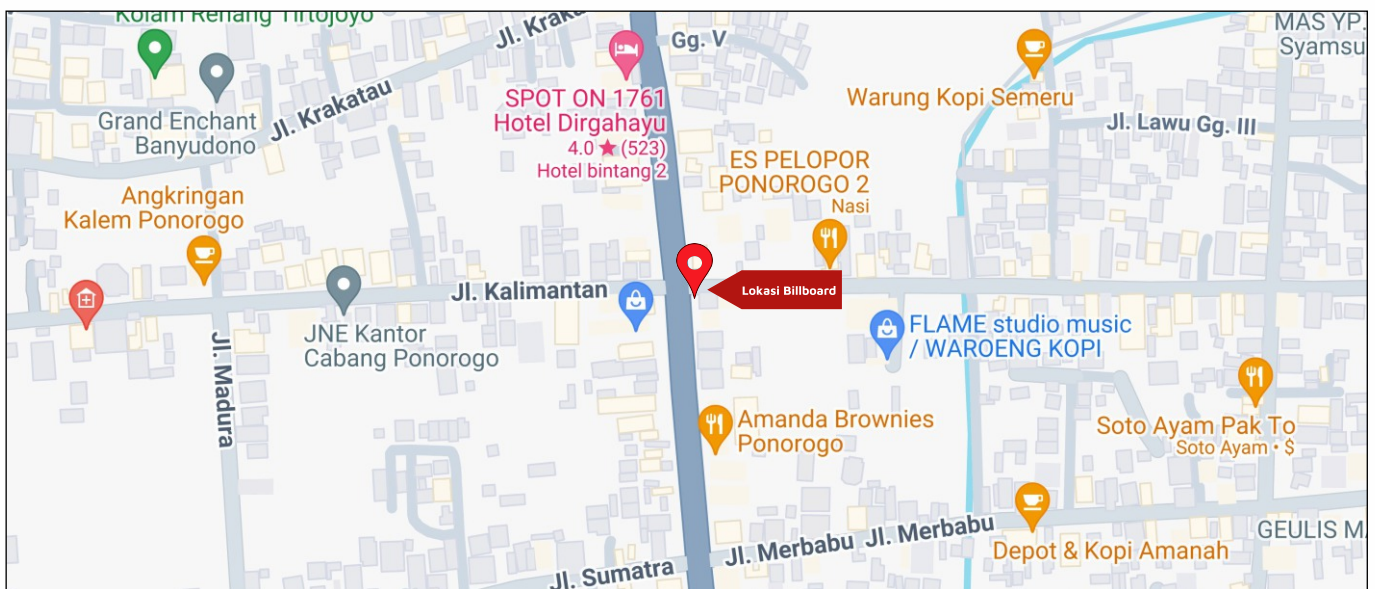 Kolam Renang Tirtojoyo
Jl. Kraka
Gg. V
MAS YP.
Syamsu
Grand Enchant
Banyudono
Jl. Krakatau
SPOT ON 1761
Hotel Dirgahayu
4.0 ★ (523)
Hotel bintang 2
Warung Kopi Semeru
Jl. Lawu Gg. III
ES PELOPOR
PONOROGO 2
Nasi
Angkringan
Kalem Ponorogo
Jl. Kalimantan
Lokasi Billboard
JNE Kantor
Cabang Ponorogo
Jl. Madura
FLAME studio music
/ WAROENG KOPI
Amanda Brownies
Ponorogo
Soto Ayam Pak To
Soto Ayam • $
Jl. Sumatra
Jl. Merbabu
Jl. Merbabu
Depot & Kopi Amanah
GEULIS M